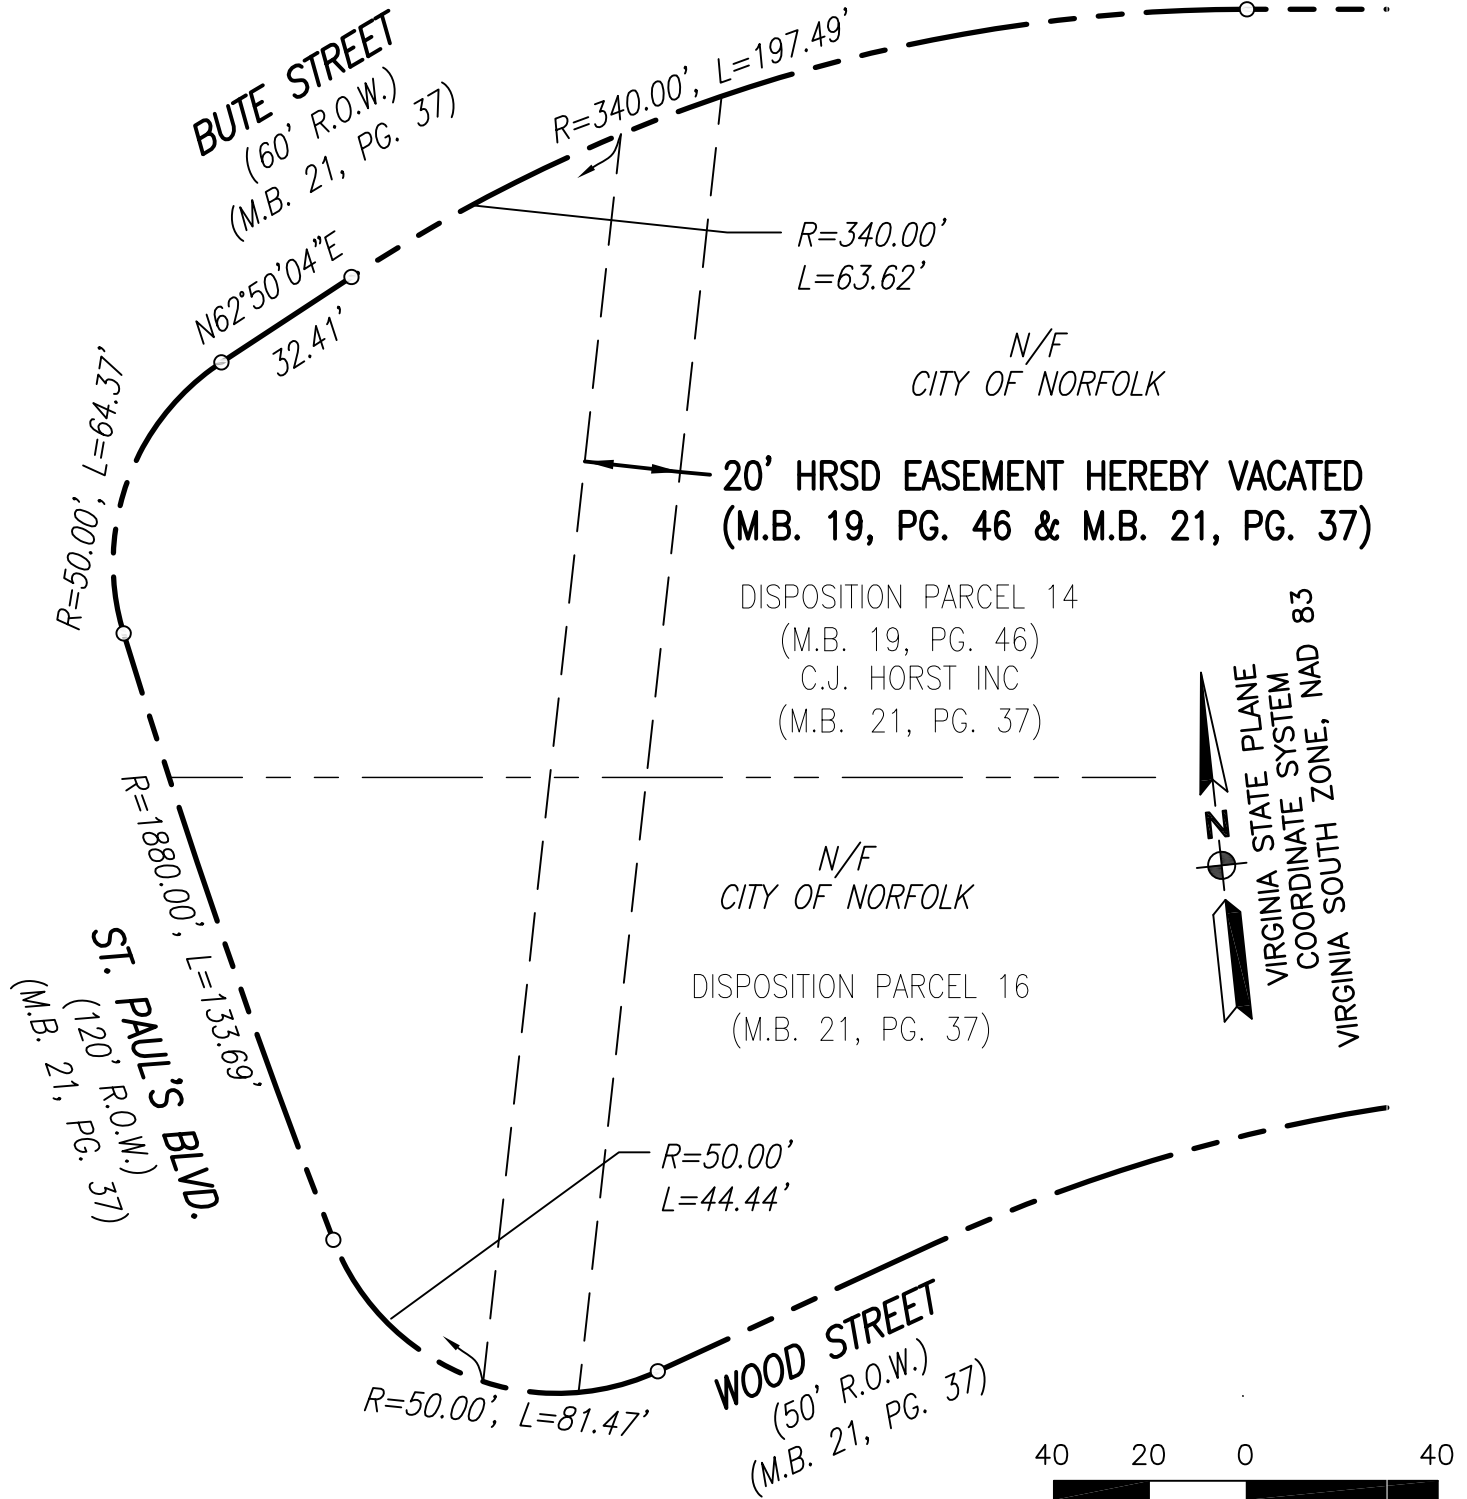 BUTE STREET
(60' R.O.W.)
(M.B. 21, PG. 37)
R=340.00', L=197.49'
R=340.00'
L=63.62'
N62°50'04"E
32.41'
R=50.00', L=64.37'
N/F
CITY OF NORFOLK
20' HRSD EASEMENT HEREBY VACATED
(M.B. 19, PG. 46 & M.B. 21, PG. 37)
DISPOSITION PARCEL 14
(M.B. 19, PG. 46)
C.J. HORST INC
(M.B. 21, PG. 37)
N
VIRGINIA STATE PLANE
COORDINATE SYSTEM
VIRGINIA SOUTH ZONE, NAD 83
R=1880.00', L=133.69'
N/F
CITY OF NORFOLK
DISPOSITION PARCEL 16
(M.B. 21, PG. 37)
ST. PAUL'S BLVD.
(120' R.O.W.)
(M.B. 21, PG. 37)
R=50.00'
L=44.44'
R=50.00', L=81.47'
WOOD STREET
(50' R.O.W.)
(M.B. 21, PG. 37)
40 20 0 40